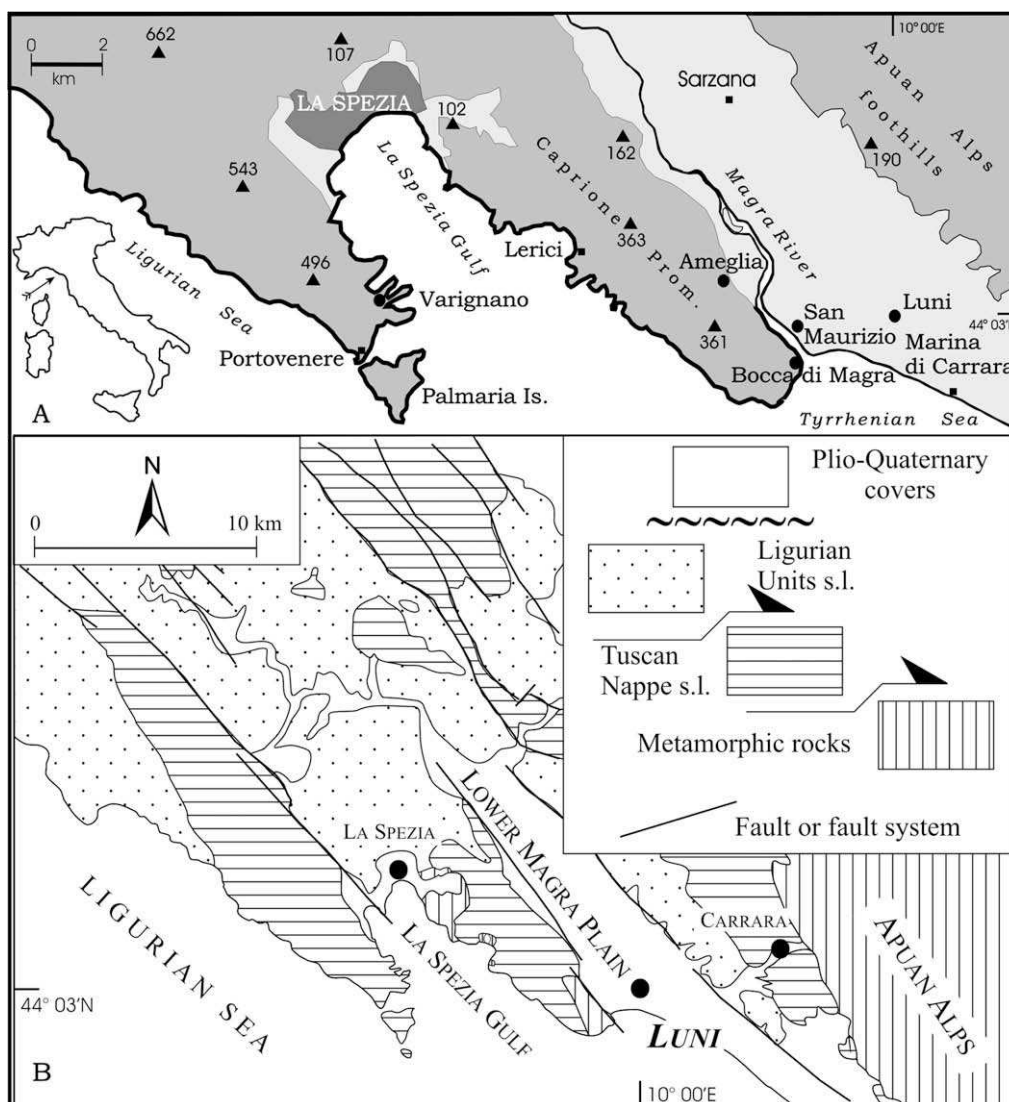 662
107
10° 00'E
0 2
km
LA SPEZIA
Sarzana
Apuan
Alps
foothills
102
162
190
543
La Spezia Gulf
Caprione Prom.
Magra River
363
Lerici
Ameglia
Ligurian Sea
496
Varignano
Luni
44° 03'N
San
Maurizio
361
Marina
di Carrara
Portovenere
Bocca di Magra
Palmaria Is.
A
Tyrrhenian Sea
N
0 10 km
Plio-Quaternary
covers
Ligurian
Units s.l.
Tuscan
Nappe s.l.
Metamorphic rocks
Fault or fault system
LA SPEZIA
LOWER MAGRA PLAIN
CARRARA
LIGURIAN SEA
LA SPEZIA GULF
APUAN ALPS
44° 03'N
LUNI
B
10° 00'E